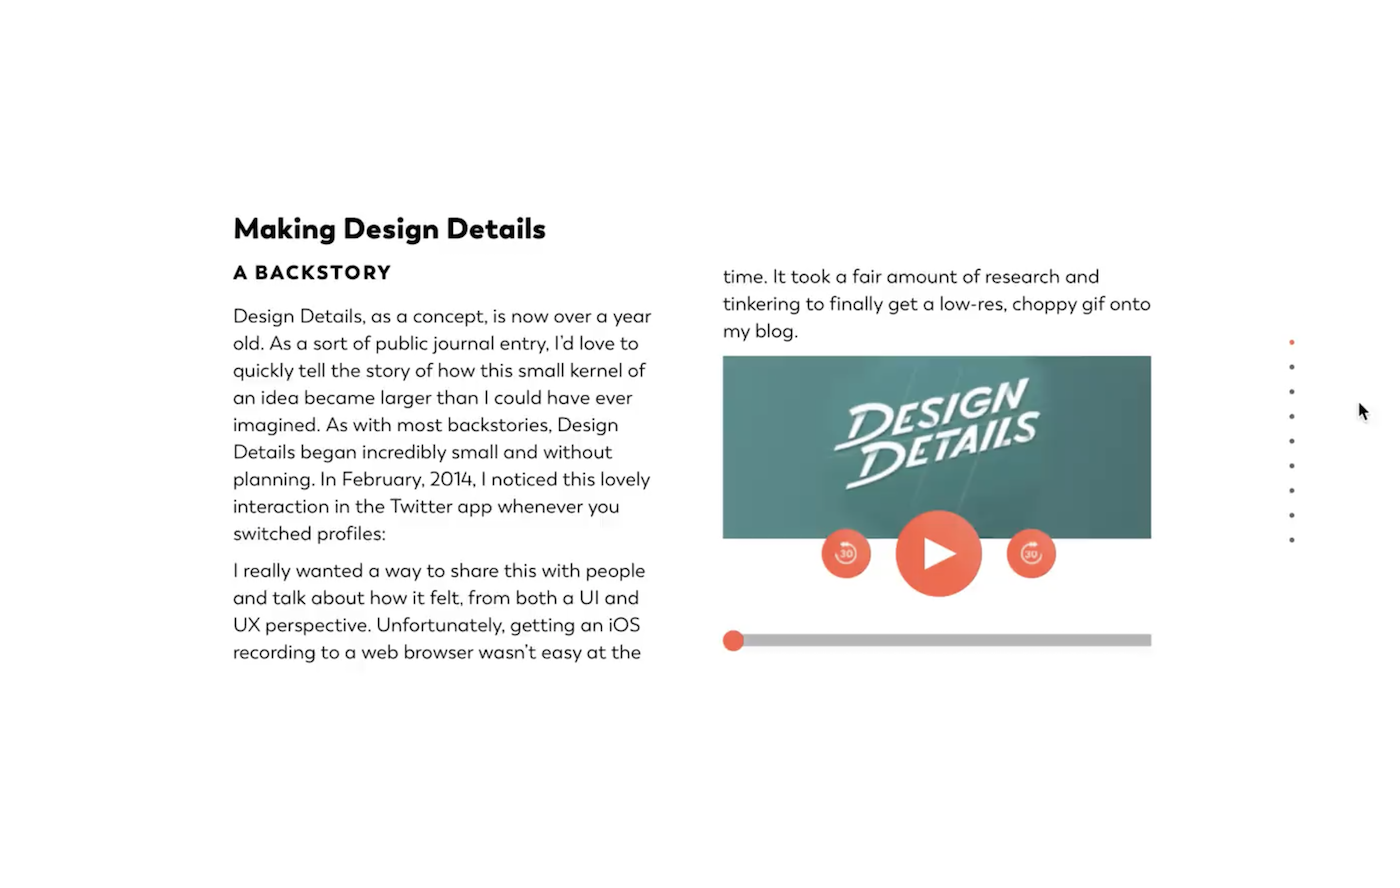 Making Design Details
A BACKSTORY
Design Details, as a concept, is now over a year
old. As a sort of public journal entry, I'd love to
quickly tell the story of how this small kernel of
an idea became larger than I could have ever
imagined. As with most backstories, Design
Details began incredibly small and without
planning. In February, 2014, I noticed this lovely
interaction in the Twitter app whenever you
switched profiles:
I really wanted a way to share this with people
and talk about how it felt, from both a UI and
UX perspective. Unfortunately, getting an iOS
recording to a web browser wasn't easy at the
time. It took a fair amount of research and
tinkering to finally get a low-res, choppy gif onto
my blog.
DESIGN
DETAILS
30
30